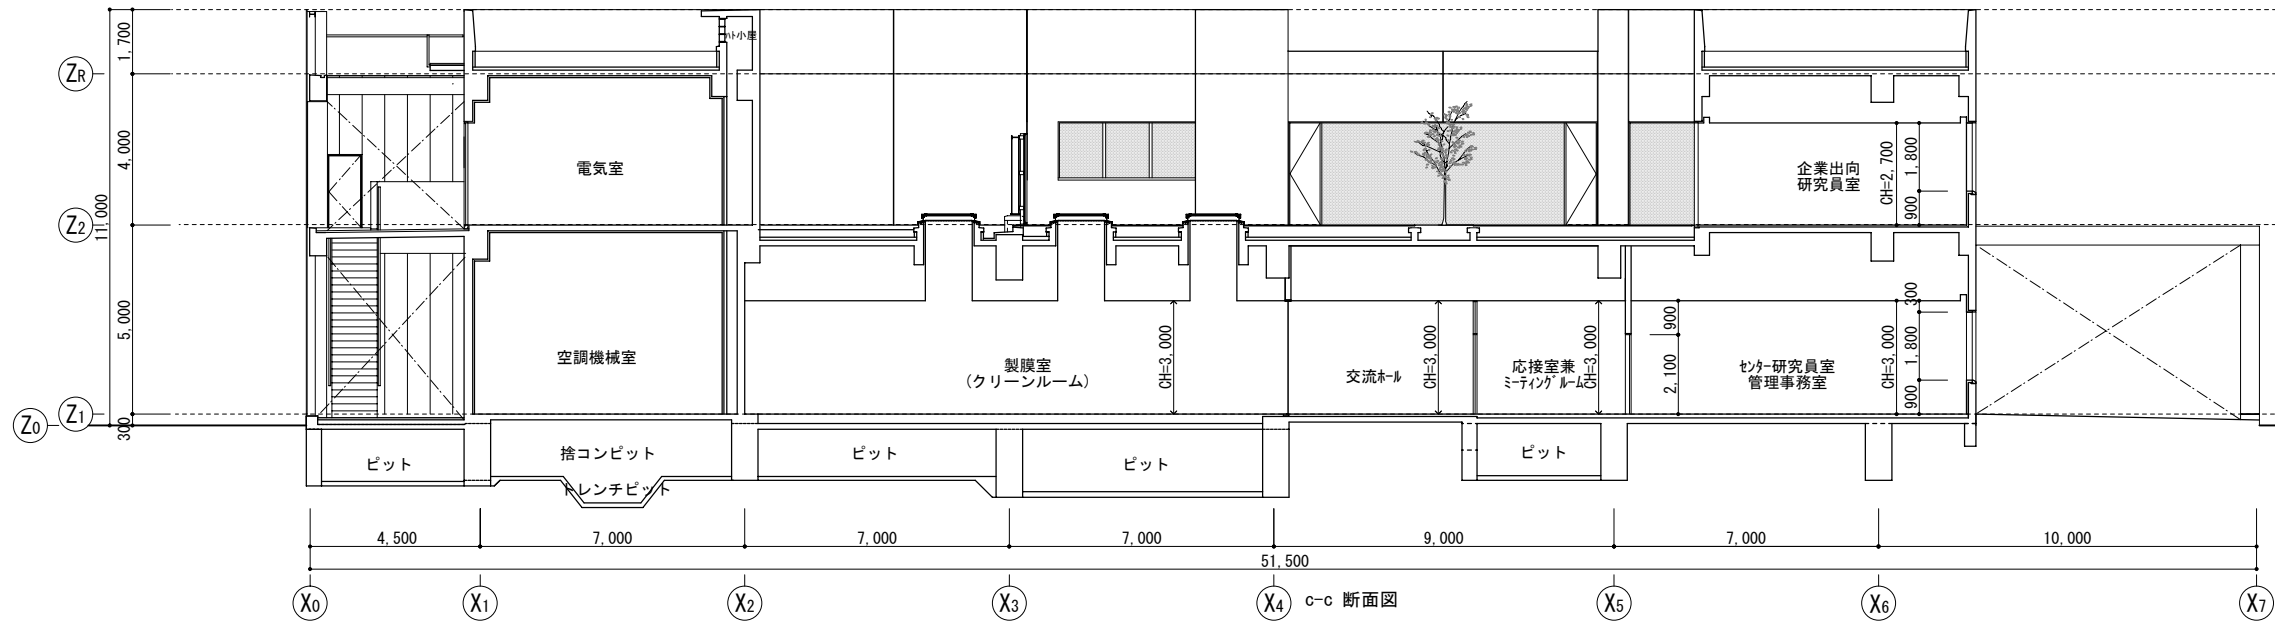 1,700
ZR
4,000
11,000
Z2
5,000
Z1
300
Z0
ハト小屋
電気室
企業出向
研究員室
CH=2,700
1,800
900
空調機械室
製膜室
(クリーンルーム)
CH=3,000
交流ホール
CH=3,000
応接室兼
ミーティングルーム
CH=3,000
900
2,100
センター研究員室
管理事務室
CH=3,000
300
1,800
900
ピット
捨コンピット
トレンチピット
ピット
ピット
ピット
4,500
7,000
7,000
7,000
9,000
7,000
10,000
51,500
X0
X1
X2
X3
X4
c-c 断面図
X5
X6
X7